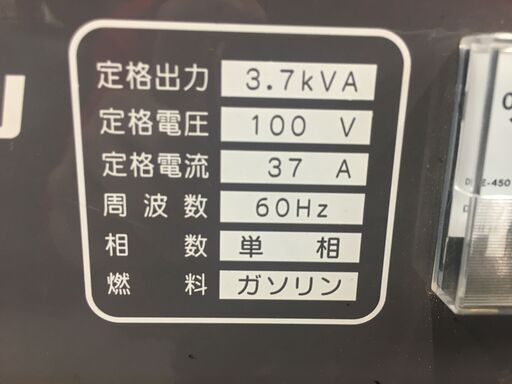 定格出力 3.7kVA
定格電圧 100 V
定格電流 37 A
周波数 60Hz
相数 単相
燃料 ガソリン